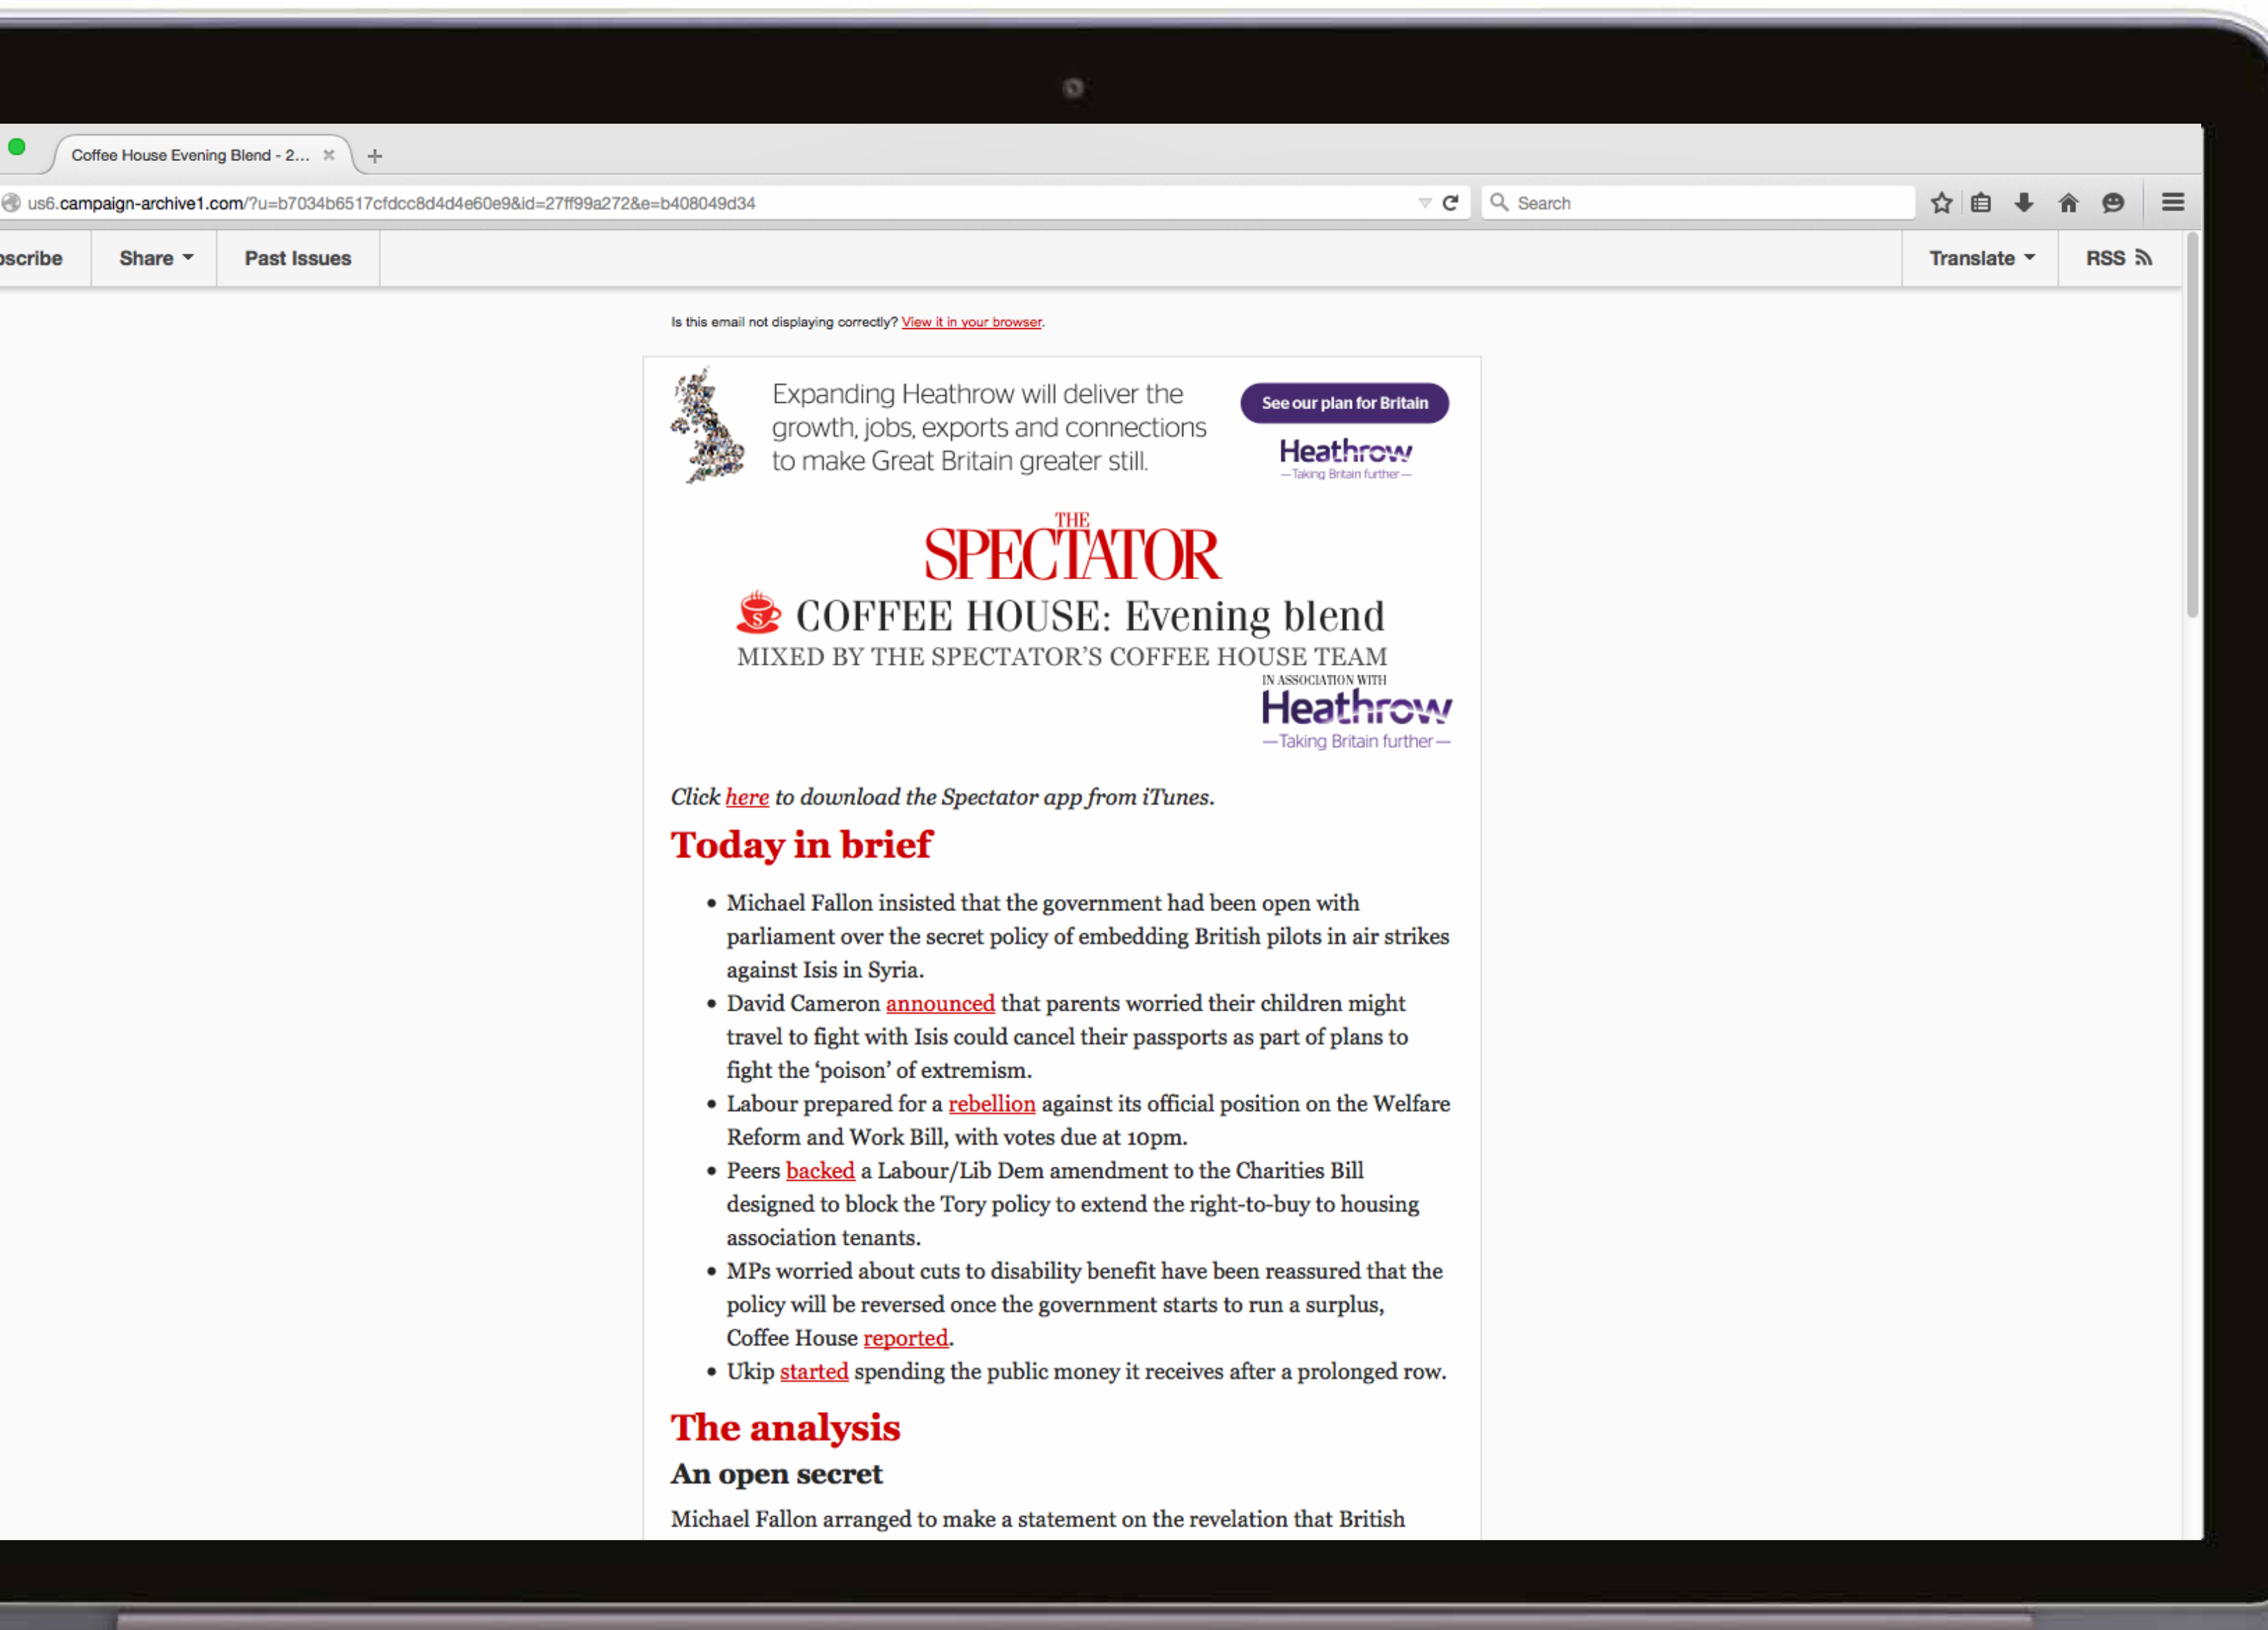 Coffee House Evening Blend - 2...
us6.campaign-archive1.com/?u=b7034b6517cfdcc8d4d4e60e9&id=27ff99a272&e=b408049d34
Search
Share
Past Issues
Translate
RSS
Is this email not displaying correctly? View it in your browser.
Expanding Heathrow will deliver the
growth, jobs, exports and connections
to make Great Britain greater still.
See our plan for Britain
Heathrow
—Taking Britain further—
THE
SPECTATOR
COFFEE HOUSE: Evening blend
MIXED BY THE SPECTATOR'S COFFEE HOUSE TEAM
IN ASSOCIATION WITH
Heathrow
—Taking Britain further—
Click here to download the Spectator app from iTunes.
Today in brief
• Michael Fallon insisted that the government had been open with
parliament over the secret policy of embedding British pilots in air strikes
against Isis in Syria.
• David Cameron announced that parents worried their children might
travel to fight with Isis could cancel their passports as part of plans to
fight the ‘poison’ of extremism.
• Labour prepared for a rebellion against its official position on the Welfare
Reform and Work Bill, with votes due at 10pm.
• Peers backed a Labour/Lib Dem amendment to the Charities Bill
designed to block the Tory policy to extend the right-to-buy to housing
association tenants.
• MPs worried about cuts to disability benefit have been reassured that the
policy will be reversed once the government starts to run a surplus,
Coffee House reported.
• Ukip started spending the public money it receives after a prolonged row.
The analysis
An open secret
Michael Fallon arranged to make a statement on the revelation that British